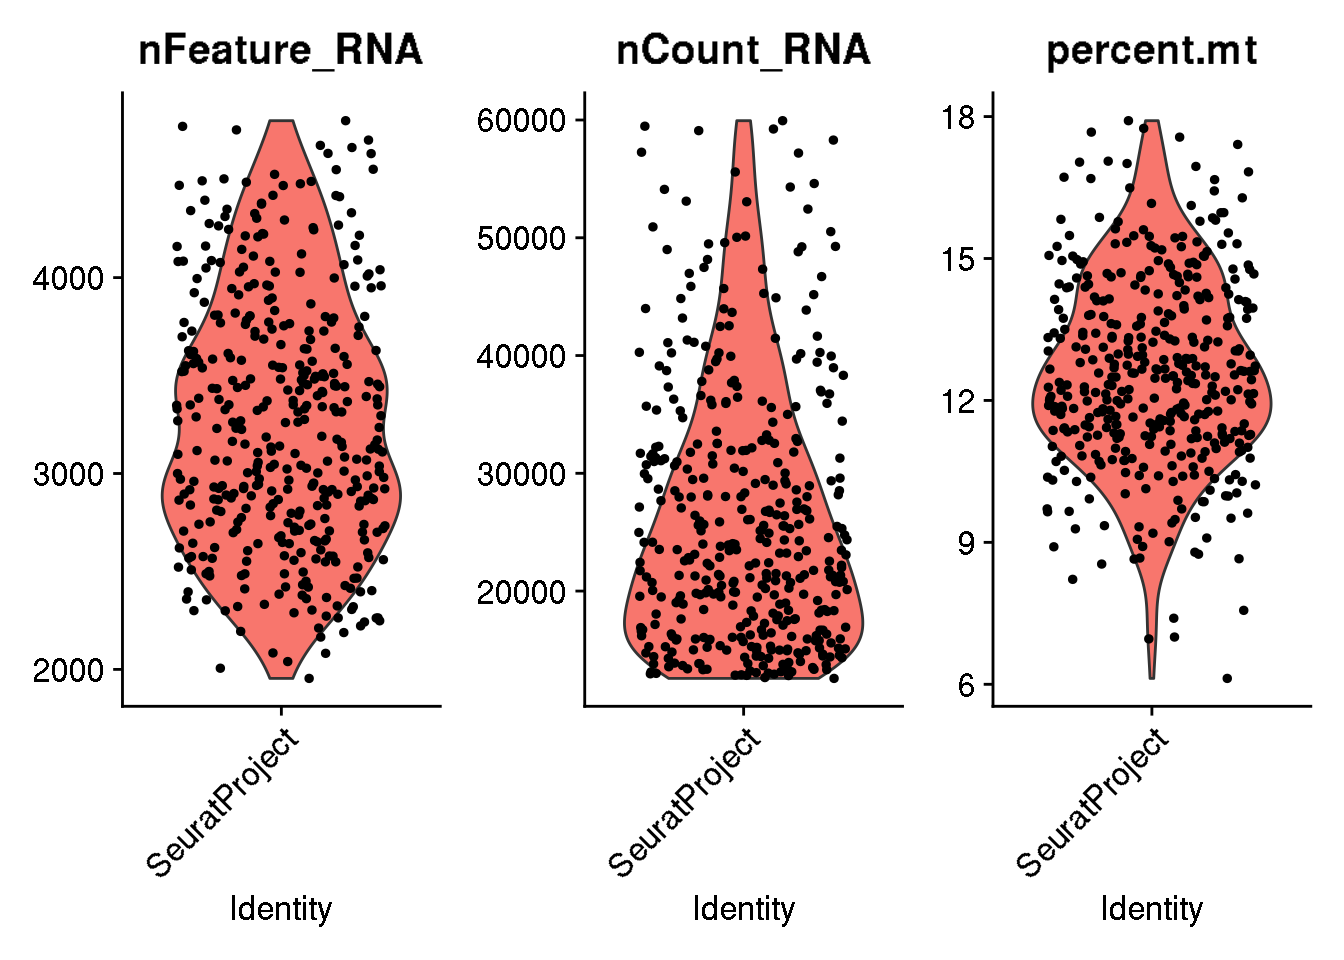 nFeature_RNA
4000
3000
2000
SeuratProject
Identity
nCount_RNA
60000
50000
40000
30000
20000
SeuratProject
Identity
percent.mt
18
15
12
9
6
SeuratProject
Identity